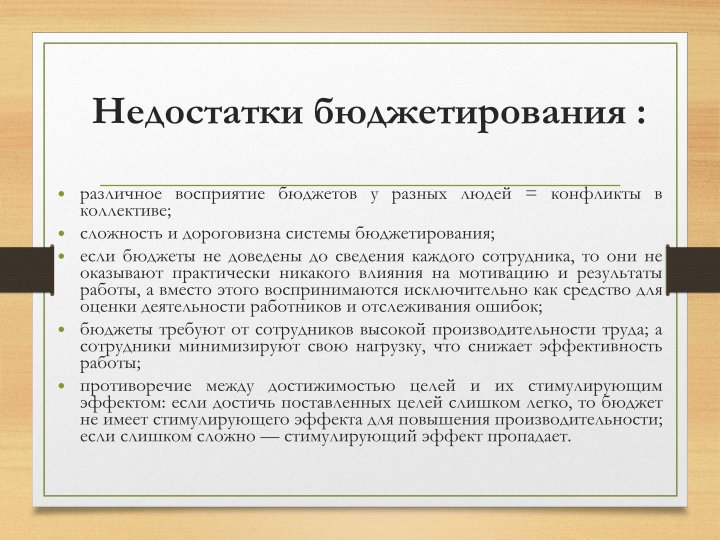 Недостатки бюджетирования :
• различное восприятие бюджетов у разных людей = конфликты в
коллективе;
• сложность и дороговизна системы бюджетирования;
• если бюджеты не доведены до сведения каждого сотрудника, то они не
оказывают практически никакого влияния на мотивацию и результаты
работы, а вместо этого воспринимаются исключительно как средство для
оценки деятельности работников и отслеживания ошибок;
• бюджеты требуют от сотрудников высокой производительности труда; а
сотрудники минимизируют свою нагрузку, что снижает эффективность
работы;
• противоречие между достижимостью целей и их стимулирующим
эффектом: если достичь поставленных целей слишком легко, то бюджет
не имеет стимулирующего эффекта для повышения производительности;
если слишком сложно — стимулирующий эффект пропадает.